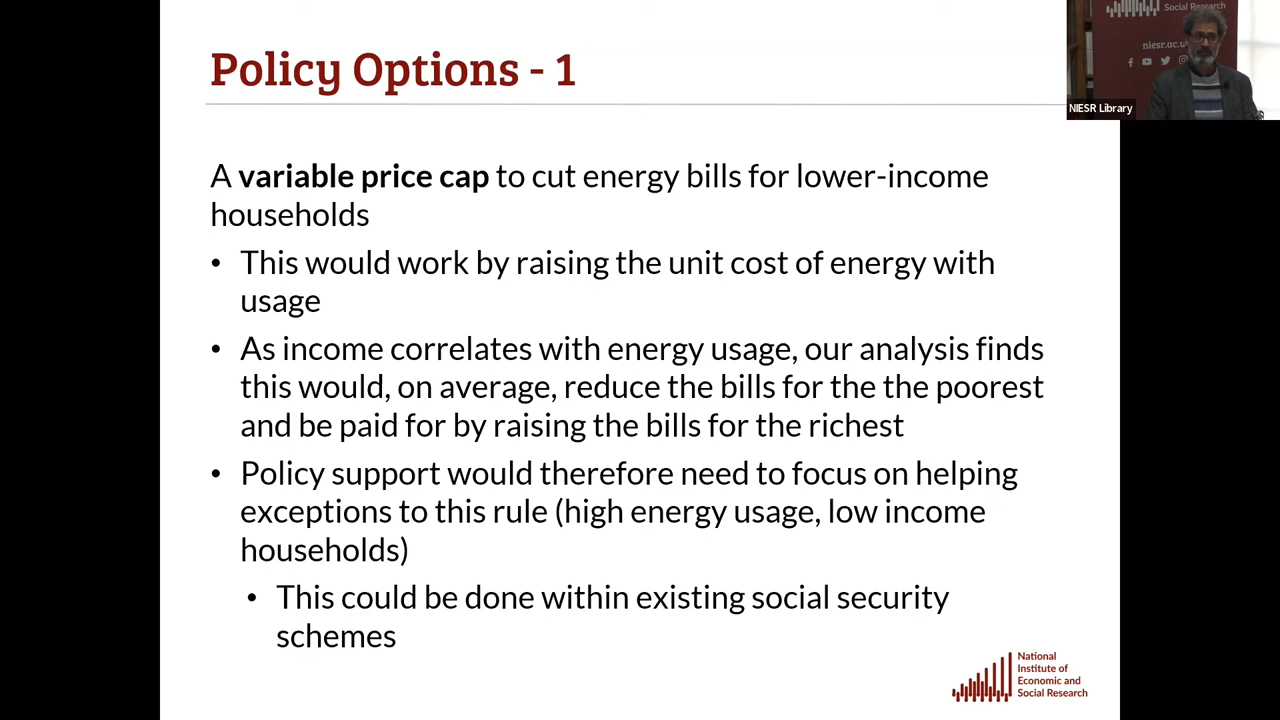 Policy Options - 1
A variable price cap to cut energy bills for lower-income
households
• This would work by raising the unit cost of energy with
usage
• As income correlates with energy usage, our analysis finds
this would, on average, reduce the bills for the the poorest
and be paid for by raising the bills for the richest
• Policy support would therefore need to focus on helping
exceptions to this rule (high energy usage, low income
households)
• This could be done within existing social security
schemes
National
Institute of
Economic and
Social Research
Social Research
niesr.ac.u
NIESR Library